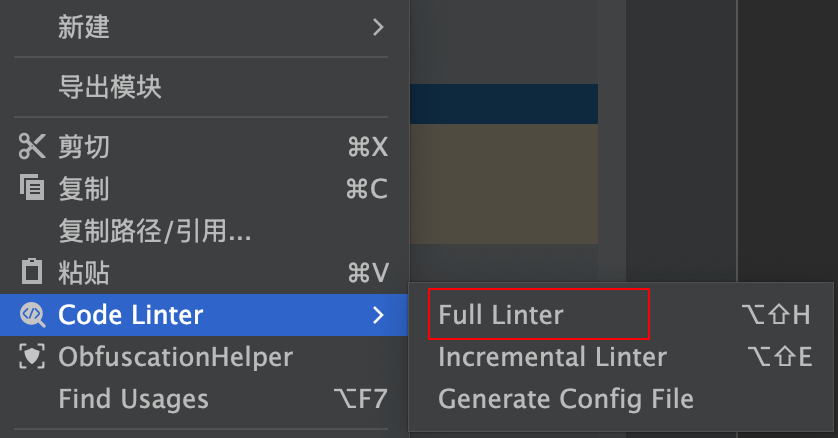 新建
导出模块
剪切 ⌘X
复制 ⌘C
复制路径/引用...
粘贴 ⌘V
Code Linter
ObfuscationHelper
Find Usages ⌥F7
Full Linter ⌥⇧H
Incremental Linter ⌥⇧E
Generate Config File